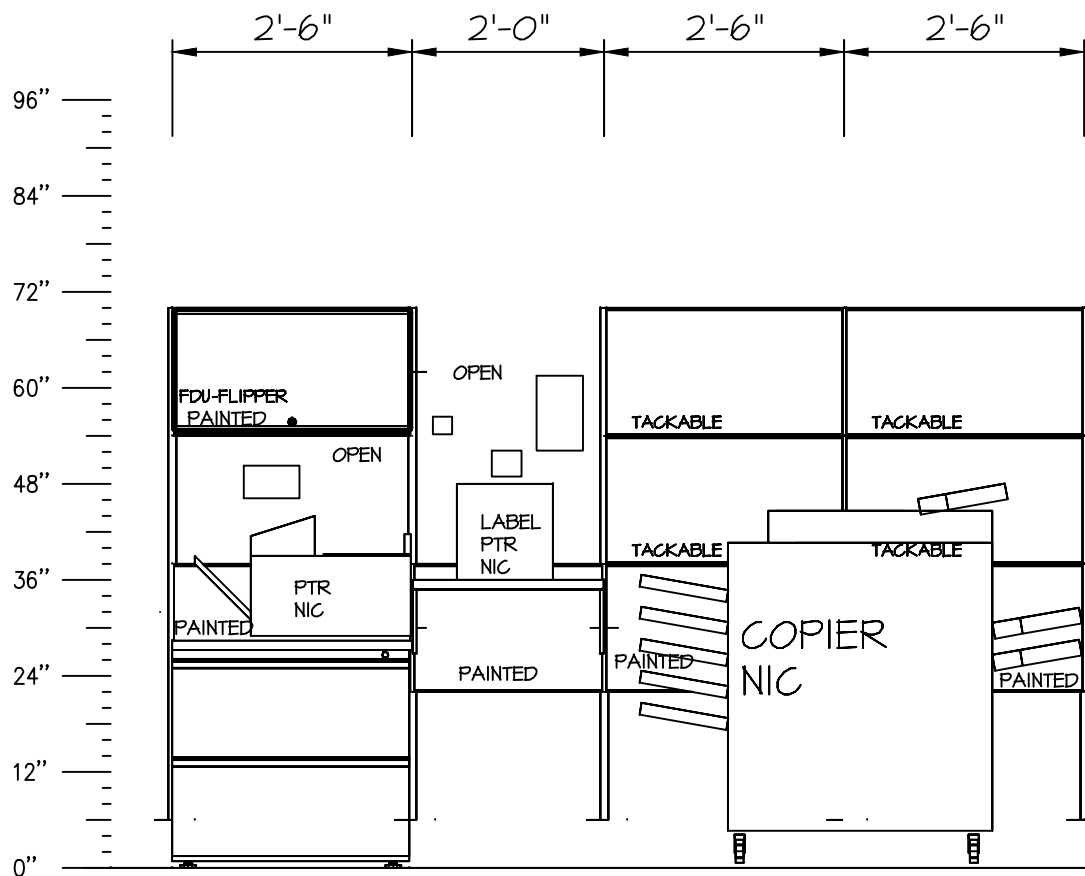 2'-6" 2'-0" 2'-6" 2'-6"
96”
84”
72”
60”
OPEN
FDU-FLIPPER
PAINTED
TACKABLE TACKABLE
OPEN
48”
LABEL
PTR
NIC
TACKABLE TACKABLE
36”
PTR
NIC
PAINTED
COPIER
NIC
PAINTED
24”
PAINTED
PAINTED
12”
0”